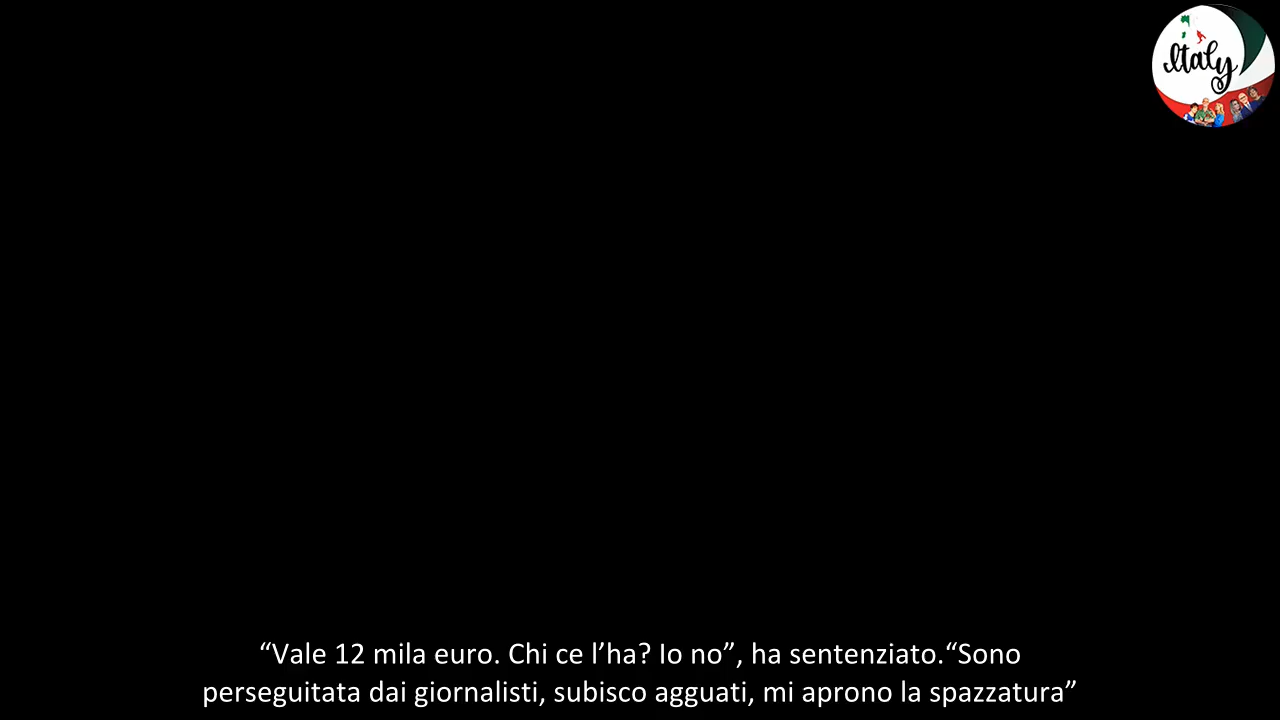 Italy
“Vale 12 mila euro. Chi ce l’ha? Io no”, ha sentenziato.“Sono
perseguitata dai giornalisti, subisco agguati, mi aprono la spazzatura”